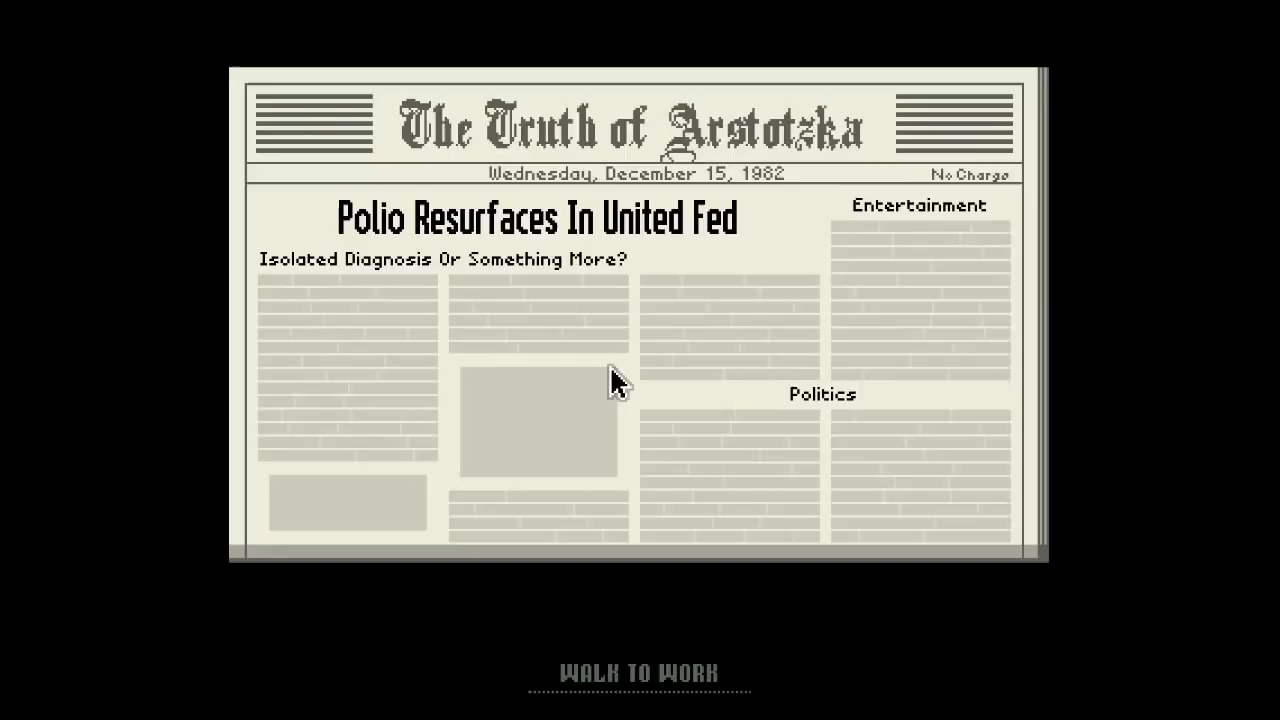 The Truth of Arstotzka
Wednesday, December 15, 1982
No Charge
Polio Resurfaces In United Fed
Isolated Diagnosis Or Something More?
Entertainment
Politics
WALK TO WORK